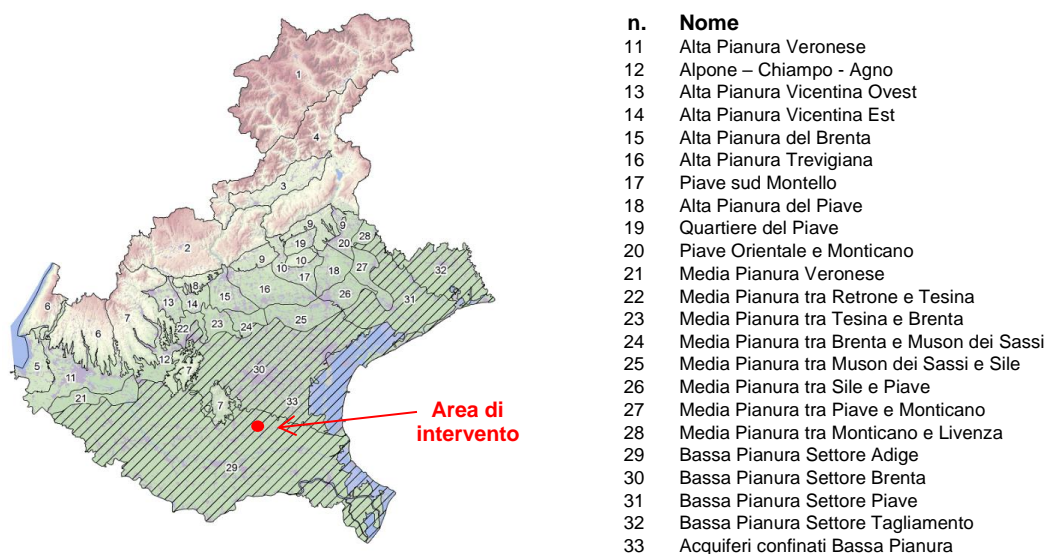 1
4
3
2
9
9
28
19
20
32
9
10
10
18
27
17
8
13
14
15
16
26
31
6
7
6
22
23
24
25
12
7
30
5
11
21
7
33
29
Area di
intervento
n. Nome
11 Alta Pianura Veronese
12 Alpone – Chiampo - Agno
13 Alta Pianura Vicentina Ovest
14 Alta Pianura Vicentina Est
15 Alta Pianura del Brenta
16 Alta Pianura Trevigiana
17 Piave sud Montello
18 Alta Pianura del Piave
19 Quartiere del Piave
20 Piave Orientale e Monticano
21 Media Pianura Veronese
22 Media Pianura tra Retrone e Tesina
23 Media Pianura tra Tesina e Brenta
24 Media Pianura tra Brenta e Muson dei Sassi
25 Media Pianura tra Muson dei Sassi e Sile
26 Media Pianura tra Sile e Piave
27 Media Pianura tra Piave e Monticano
28 Media Pianura tra Monticano e Livenza
29 Bassa Pianura Settore Adige
30 Bassa Pianura Settore Brenta
31 Bassa Pianura Settore Piave
32 Bassa Pianura Settore Tagliamento
33 Acquiferi confinati Bassa Pianura